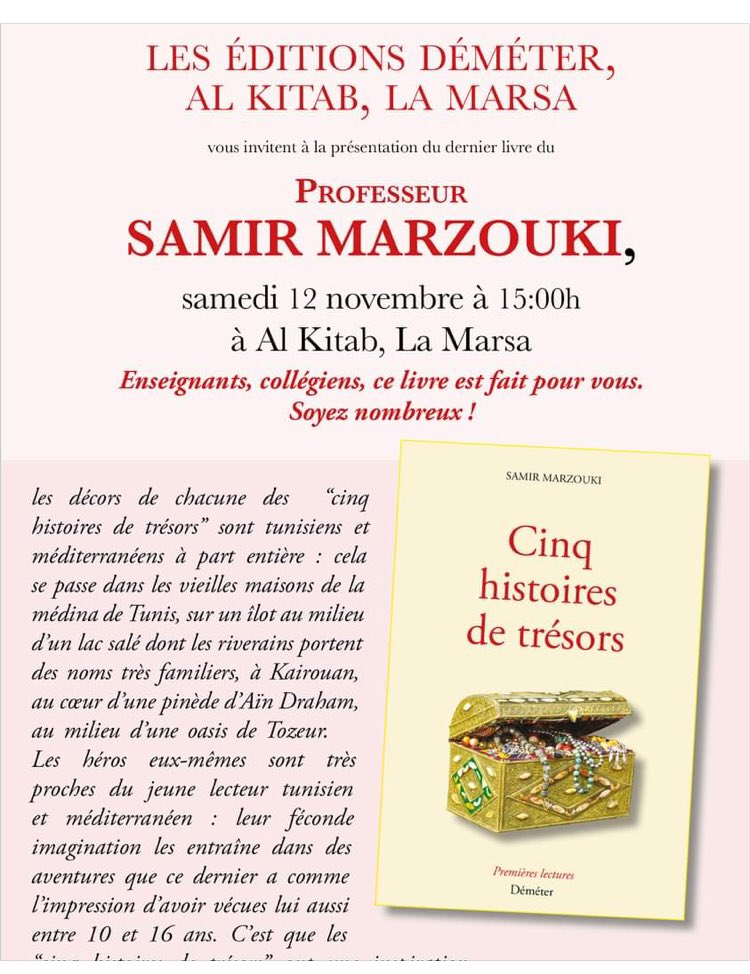 LES ÉDITIONS DÉMÉTER,
AL KITAB, LA MARSA
vous invitent à la présentation du dernier livre du
PROFESSEUR
SAMIR MARZOUKI,
samedi 12 novembre à 15:00h
à Al Kitab, La Marsa
Enseignants, collégiens, ce livre est fait pour vous.
Soyez nombreux !
les décors de chacune des “cinq
histoires de trésors” sont tunisiens et
méditerranéens à part entière : cela
se passe dans les vieilles maisons de la
médina de Tunis, sur un îlot au milieu
d’un lac salé dont les riverains portent
des noms très familiers, à Kairouan,
au cœur d’une pinède d’Aïn Draham,
au milieu d’une oasis de Tozeur.
Les héros eux-mêmes sont très
proches du jeune lecteur tunisien
et méditerranéen : leur féconde
imagination les entraîne dans des
aventures que ce dernier a comme
l’impression d’avoir vécues lui aussi
entre 10 et 16 ans. C’est que les
“cinq histoires de trésors” ont une inspiration
SAMIR MARZOUKI
Cinq
histoires
de trésors
Premières lectures
Déméter